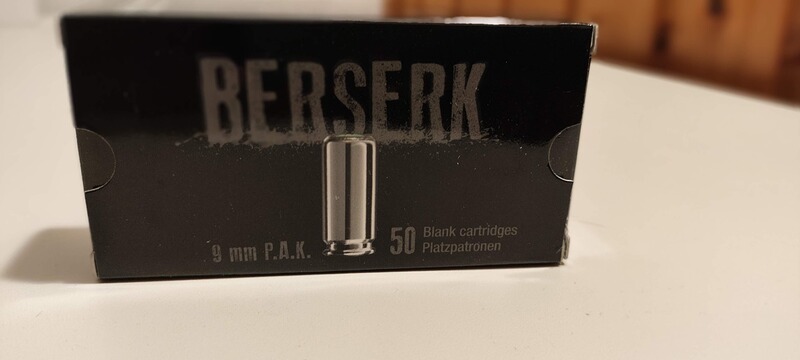 BERSERK
9 mm P.A.K.
50
Blank cartridges
Platzpatronen